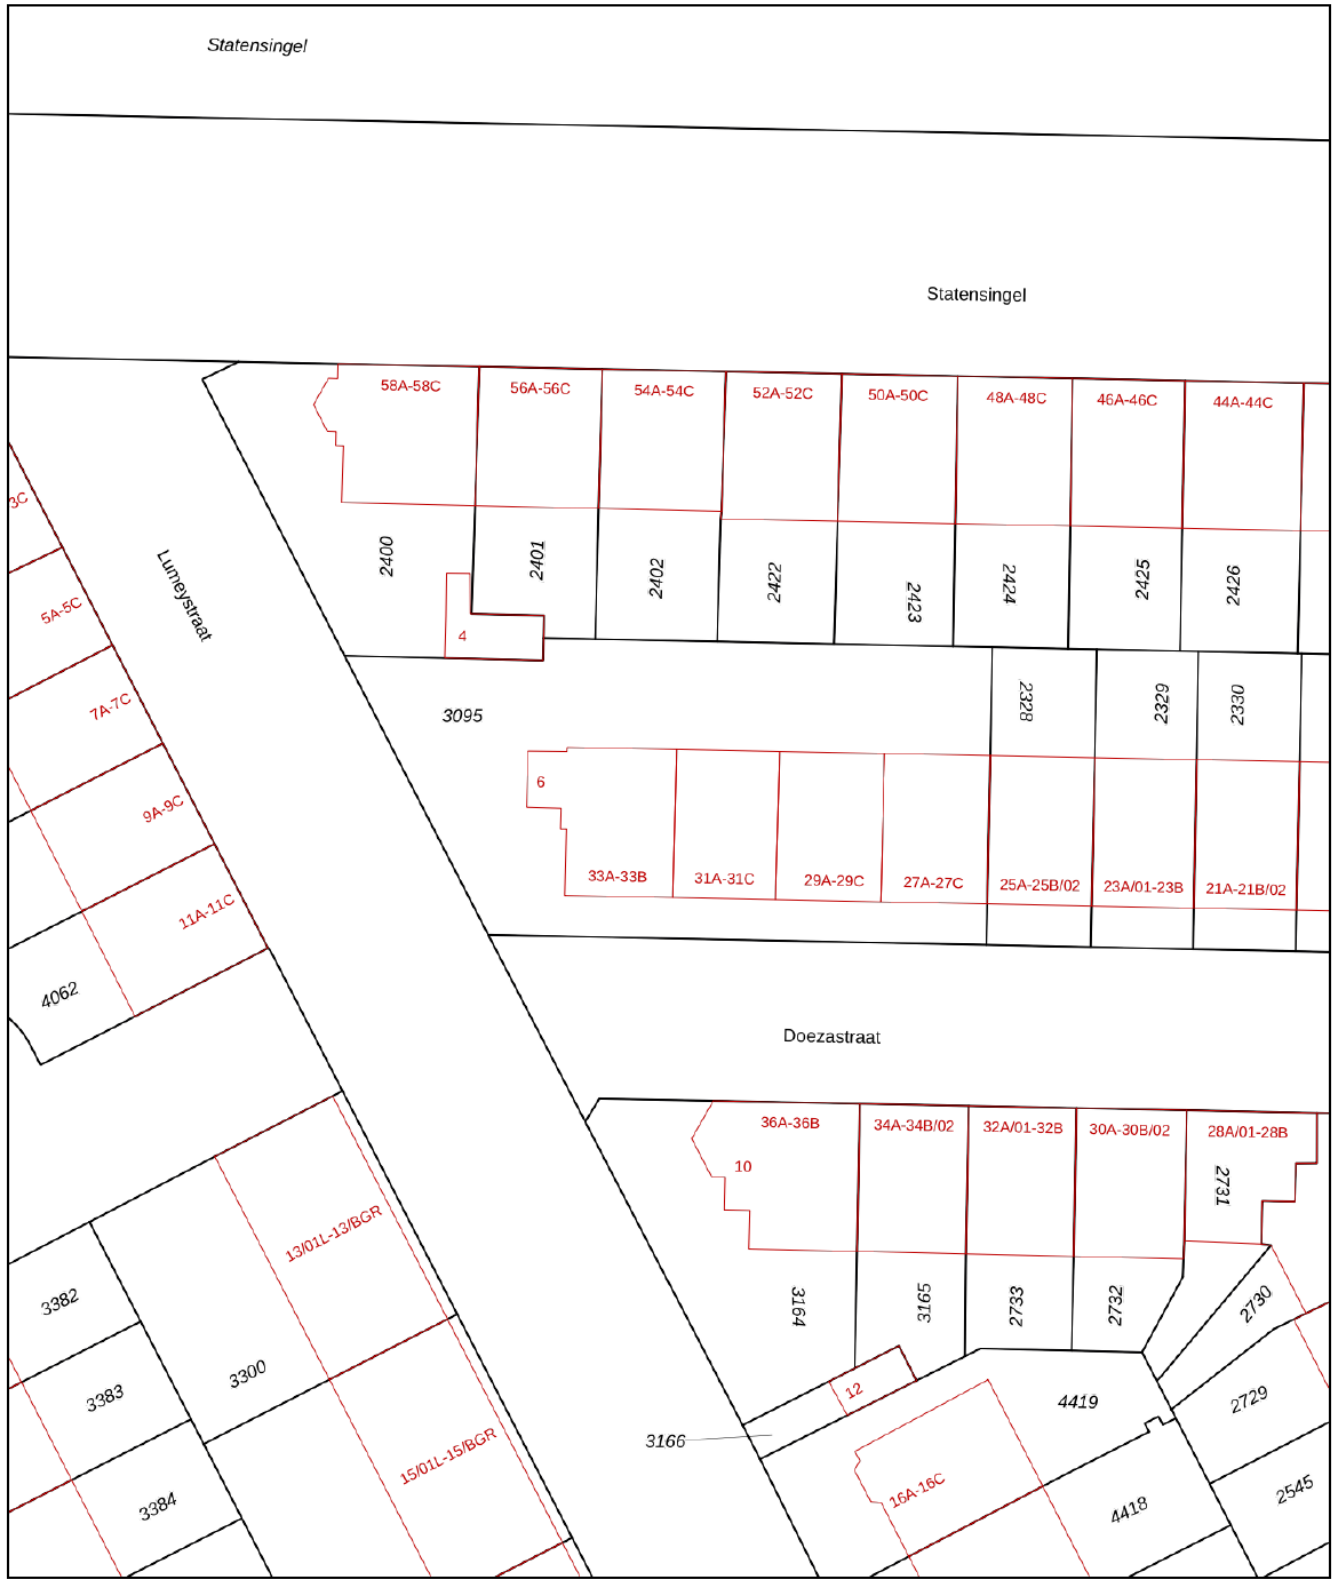 Statensingel
Statensingel
58A-58C
56A-56C
54A-54C
52A-52C
50A-50C
48A-48C
46A-46C
44A-44C
3C
2400
2401
2402
2422
2423
2424
2425
2426
Lumeystraat
5A-5C
4
7A-7C
3095
2328
2329
2330
6
9A-9C
33A-33B
31A-31C
29A-29C
27A-27C
25A-25B/02
23A/01-23B
21A-21B/02
11A-11C
4062
Doezastraat
36A-36B
34A-34B/02
32A/01-32B
30A-30B/02
28A/01-28B
10
2731
13/01L-13/BGR
3164
3165
2733
2732
2730
3382
3300
3383
12
4419
2729
3166
15/01L-15/BGR
16A-16C
3384
4418
2545